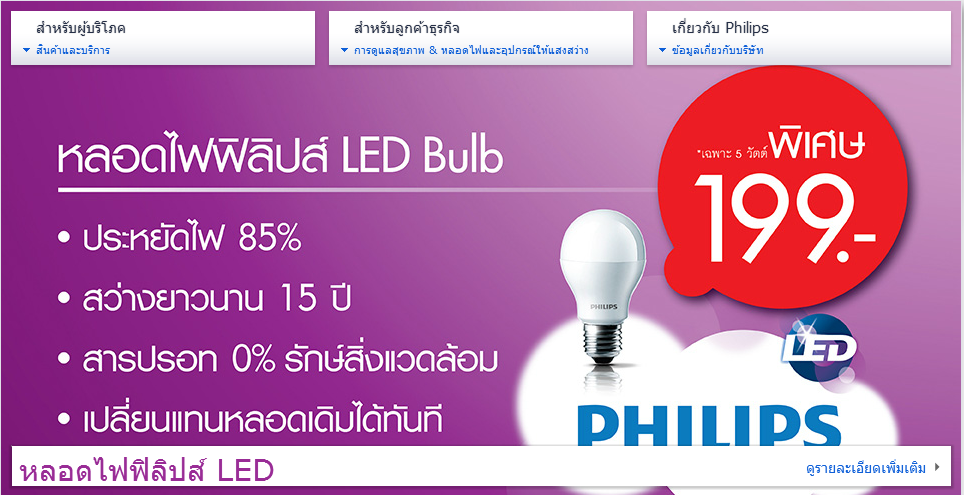 สำหรับผู้บริโภค
สินค้าและบริการ
สำหรับลูกค้าธุรกิจ
การดูแลสุขภาพ & หลอดไฟและอุปกรณ์ให้แสงสว่าง
เกี่ยวกับ Philips
ข้อมูลเกี่ยวกับบริษัท
หลอดไฟฟิลิปส์ LED Bulb
*เฉพาะ 5 วัตต์ พิเศษ
199.-
• ประหยัดไฟ 85%
• สว่างยาวนาน 15 ปี
• สารปรอท 0% รักษ์สิ่งแวดล้อม
• เปลี่ยนแทนหลอดเดิมได้ทันที
PHILIPS
LED
PHILIPS
หลอดไฟฟิลิปส์ LED
ดูรายละเอียดเพิ่มเติม